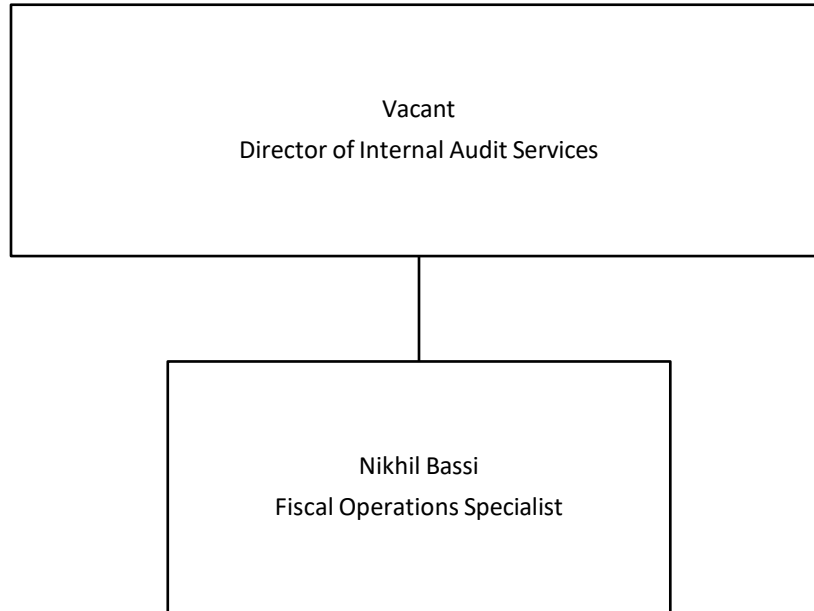 Vacant
Director of Internal Audit Services
Nikhil Bassi
Fiscal Operations Specialist